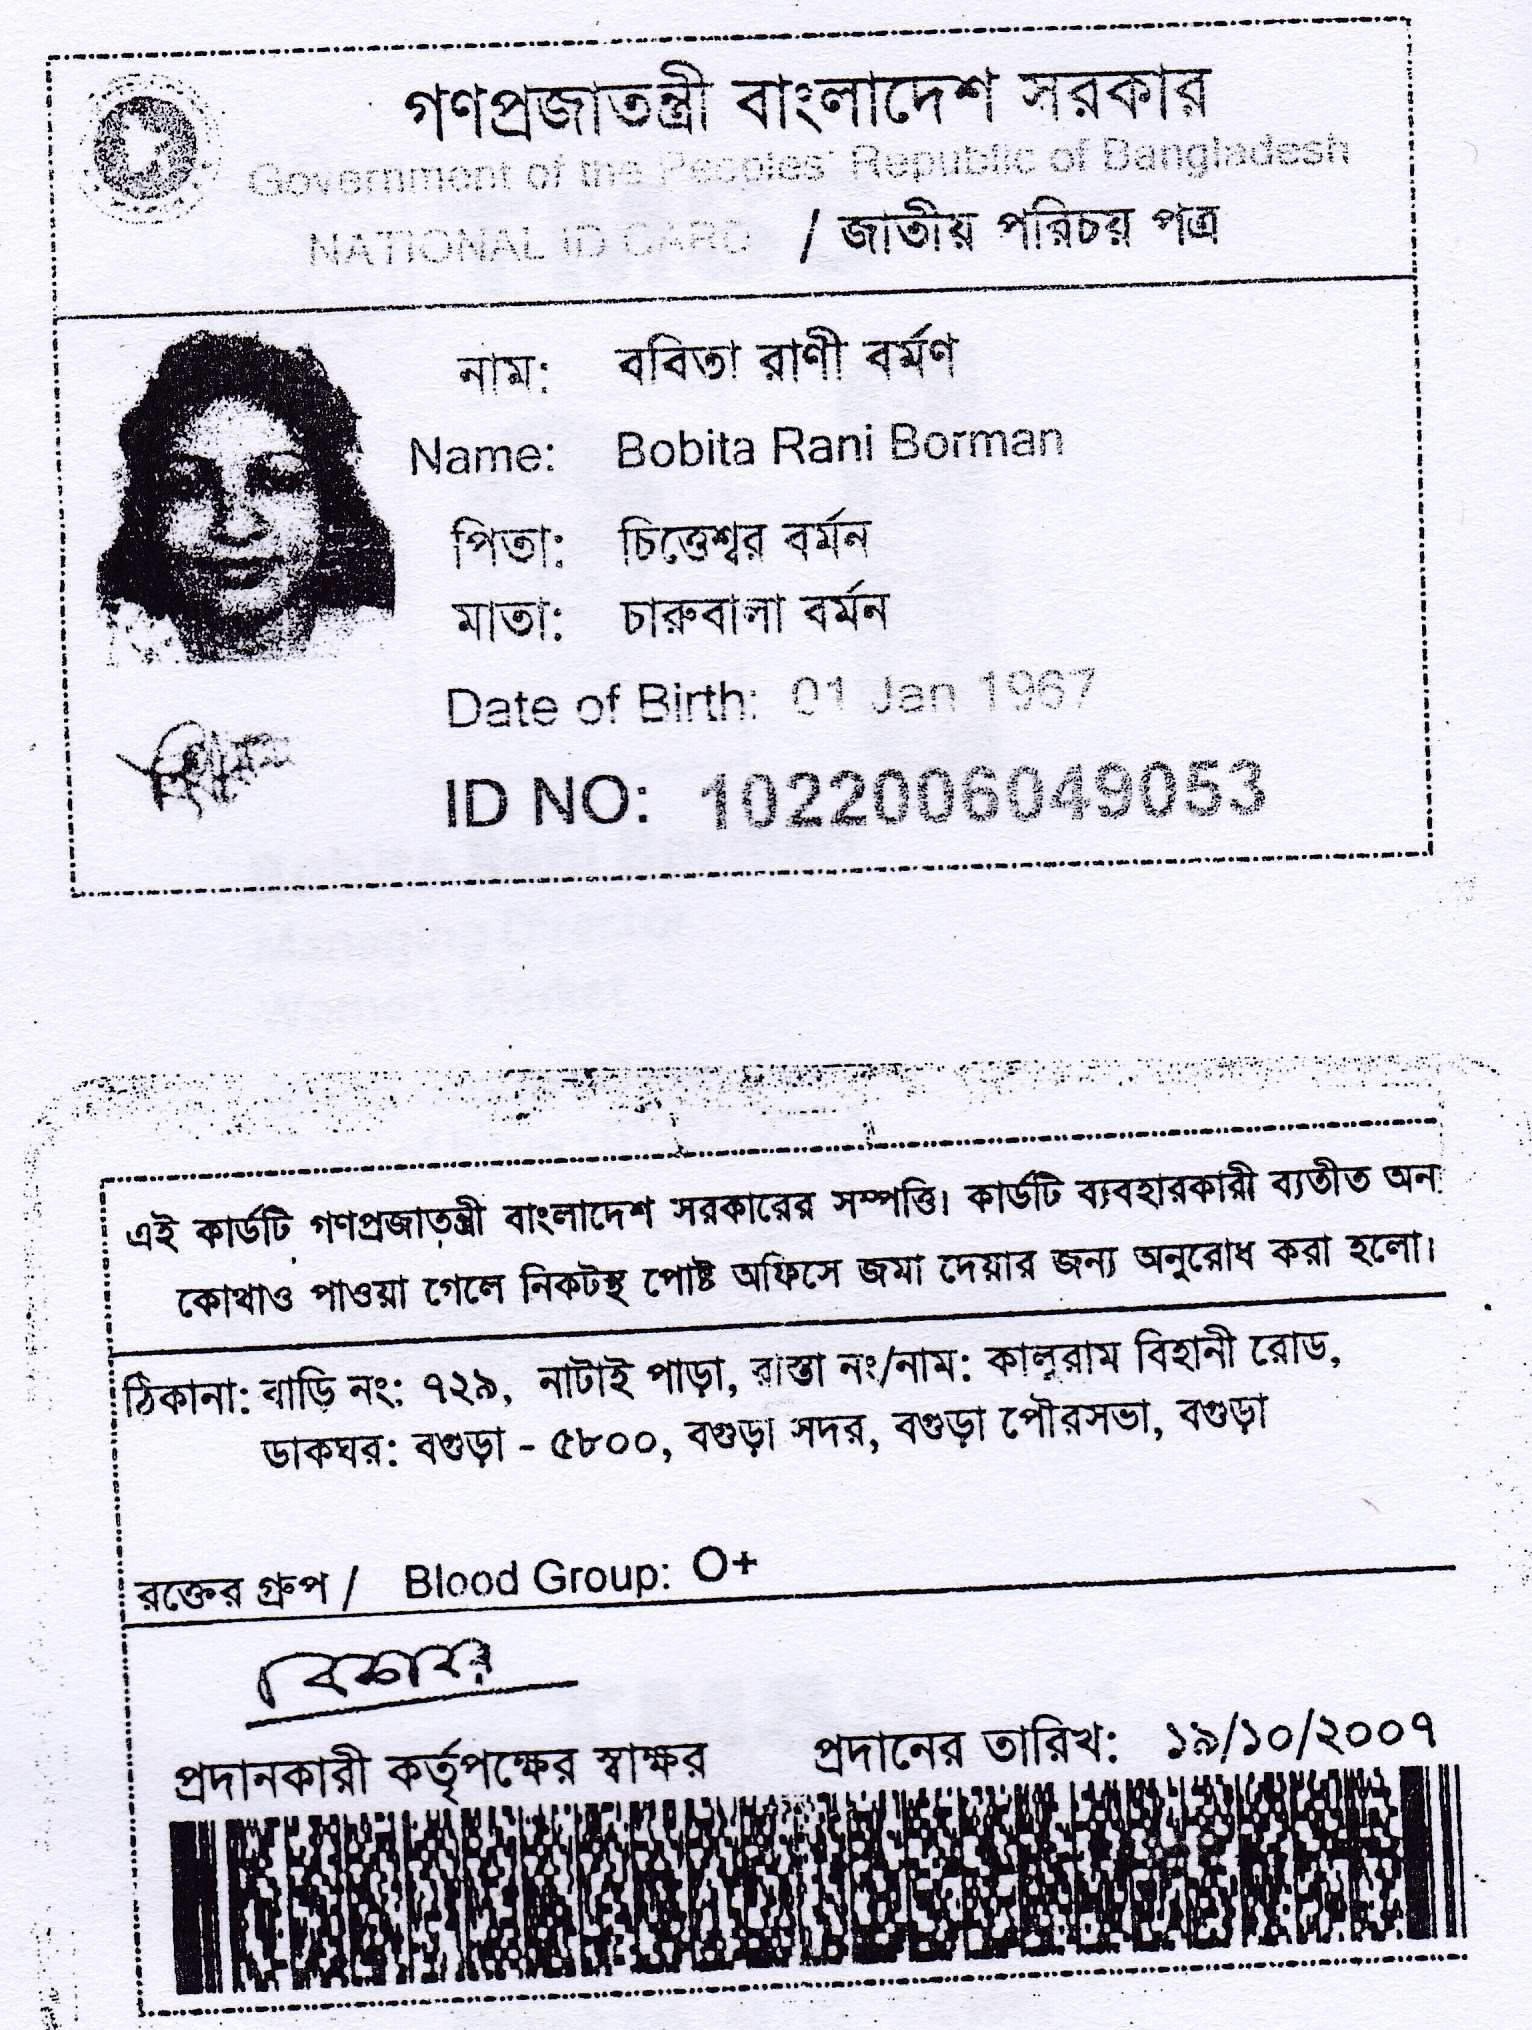 গণপ্রজাতন্ত্রী বাংলাদেশ সরকার
Government of the Peoples' Republic of Bangladesh
NATIONAL ID CARD / জাতীয় পরিচয় পত্র
নাম: ববিতা রাণী বর্মণ
Name: Bobita Rani Borman
পিতা: চিত্তেশ্বর বর্মন
মাতা: চারুবালা বর্মন
Date of Birth: 01 Jan 1967
ID NO: 1022006049053
এই কার্ডটি গণপ্রজাতন্ত্রী বাংলাদেশ সরকারের সম্পত্তি। কার্ডটি ব্যবহারকারী ব্যতীত অন
কোথাও পাওয়া গেলে নিকটস্থ পোষ্ট অফিসে জমা দেয়ার জন্য অনুরোধ করা হলো।
ঠিকানা: বাড়ি নং: ৭২৯, নাটাই পাড়া, রাস্তা নং/নাম: কালুরাম বিহানী রোড,
ডাকঘর: বগুড়া - ৫৮০০, বগুড়া সদর, বগুড়া পৌরসভা, বগুড়া
রক্তের গ্রুপ / Blood Group: O+
প্রদানকারী কর্তৃপক্ষের স্বাক্ষর প্রদানের তারিখ: ১৯/১০/২০০৭